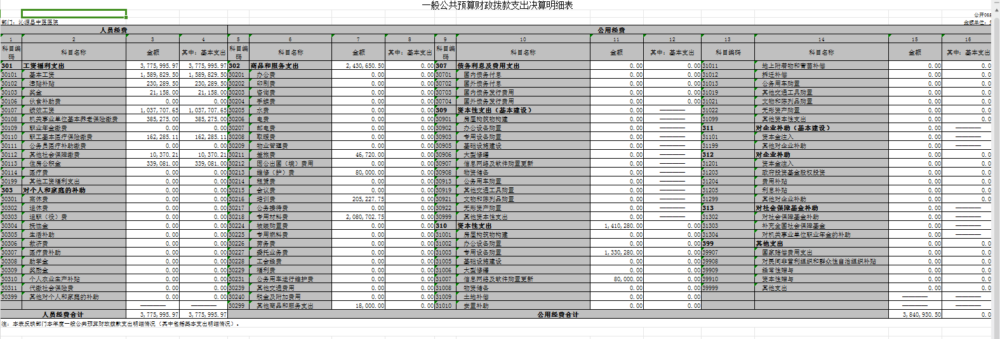 一般公共预算财政拨款支出决算明细表
公开06
部门：沁源县中医医院 金额单位：
人员经费 公用经费
1 2 3 4 5 6 7 8 9 10 11 12 13 14 15 16
科目编码 科目名称 金额 其中：基本支出 科目编码 科目名称 金额 其中：基本支出 科目编码 科目名称 金额 其中：基本支出 科目编码 科目名称 金额 其中：基本支出
301 工资福利支出 3,775,995.97 3,775,995.97 302 商品和服务支出 2,430,650.50 0.00 307 债务利息及费用支出 0.00 0.00 31011 地上附着物和青苗补偿 0.00 0.0
30101 基本工资 1,589,829.50 1,589,829.50 30201 办公费 0.00 0.00 30701 国内债务付息 0.00 0.00 31012 拆迁补偿 0.00 0.0
30102 津贴补贴 230,289.50 230,289.50 30202 印刷费 0.00 0.00 30702 国外债务付息 0.00 0.00 31013 公务用车购置 0.00 0.0
30103 奖金 21,158.00 21,158.00 30203 咨询费 0.00 0.00 30703 国内债务发行费用 0.00 0.00 31019 其他交通工具购置 0.00 0.0
30106 伙食补助费 0.00 0.00 30204 手续费 0.00 0.00 30704 国外债务发行费用 0.00 0.00 31021 文物和陈列品购置 0.00 0.0
30107 绩效工资 1,037,707.65 1,037,707.65 30205 水费 0.00 0.00 309 资本性支出（基本建设） 0.00 ———— 31022 无形资产购置 0.00 0.0
30108 机关事业单位基本养老保险缴费 385,275.00 385,275.00 30206 电费 0.00 0.00 30901 房屋构筑物构建 0.00 ———— 31099 其他资本性支出 0.00 0.0
30109 职业年金缴费 0.00 0.00 30207 邮电费 0.00 0.00 30902 办公设备购置 0.00 ———— 311 对企业补助（基本建设） 0.00 ————
30110 职工基本医疗保险缴费 162,285.11 162,285.11 30208 取暖费 0.00 0.00 30903 专用设备购置 0.00 ———— 31101 资本金注入 0.00 ————
30111 公务员医疗补助缴费 0.00 0.00 30209 物业管理费 0.00 0.00 30905 基础设施建设 0.00 ———— 31199 其他对企业补助 0.00 ————
30112 其他社会保障缴费 10,370.21 10,370.21 30211 差旅费 46,720.00 0.00 30906 大型修缮 0.00 ———— 312 对企业补助 0.00 0.0
30113 住房公积金 339,081.00 339,081.00 30212 因公出国（境）费用 0.00 0.00 30907 信息网络及软件购置更新 0.00 ———— 31201 资本金注入 0.00 0.0
30114 医疗费 0.00 0.00 30213 维修（护）费 80,000.00 0.00 30908 物资储备 0.00 ———— 31203 政府投资基金股权投资 0.00 0.0
30199 其他工资福利支出 0.00 0.00 30214 租赁费 0.00 0.00 30913 公务用车购置 0.00 ———— 31204 费用补贴 0.00 0.0
303 对个人和家庭的补助 0.00 0.00 30215 会议费 0.00 0.00 30919 其他交通工具购置 0.00 ———— 31205 利息补贴 0.00 0.0
30301 离休费 0.00 0.00 30216 培训费 205,227.75 0.00 30921 文物和陈列品购置 0.00 ———— 31299 其他对企业补助 0.00 0.0
30302 退休费 0.00 0.00 30217 公务接待费 0.00 0.00 30922 无形资产购置 0.00 ———— 313 对社会保障基金补助 0.00 ————
30303 退职（役）费 0.00 0.00 30218 专用材料费 2,080,702.75 0.00 30999 其他资本性支出 0.00 ———— 31302 对社会保障基金补助 0.00 ————
30304 抚恤金 0.00 0.00 30224 被装购置费 0.00 0.00 310 资本性支出 1,410,280.00 0.00 31303 补充全国社会保障基金 0.00 ————
30305 生活补助 0.00 0.00 30225 专用燃料费 0.00 0.00 31001 房屋构筑物构建 0.00 0.00 31304 对机关事业单位职业年金的补助 0.00 ————
30306 救济费 0.00 0.00 30226 劳务费 0.00 0.00 31002 办公设备购置 0.00 0.00 399 其他支出 0.00 0.0
30307 医疗费补助 0.00 0.00 30227 委托业务费 0.00 0.00 31003 专用设备购置 1,330,280.00 0.00 39907 国家赔偿费用支出 0.00 0.0
30308 助学金 0.00 0.00 30228 工会经费 0.00 0.00 31005 基础设施建设 0.00 0.00 39908 对民间非营利组织和群众性自治组织补贴 0.00 0.0
30309 奖励金 0.00 0.00 30229 福利费 0.00 0.00 31006 大型修缮 0.00 0.00 39909 经常性赠与 0.00 0.0
30310 个人农业生产补贴 0.00 0.00 30231 公务用车运行维护费 0.00 0.00 31007 信息网络及软件购置更新 80,000.00 0.00 39910 资本性赠与 0.00 0.0
30311 代缴社会保险费 0.00 0.00 30239 其他交通费用 0.00 0.00 31008 物资储备 0.00 0.00 39999 其他支出 0.00 0.0
30399 其他对个人和家庭的补助 0.00 0.00 30240 税金及附加费用 0.00 0.00 31009 土地补偿 0.00 0.00 ———— ————
———— ———— 30299 其他商品和服务支出 18,000.00 0.00 31010 安置补助 0.00 0.00 ———— ————
人员经费合计 3,775,995.97 3,775,995.97 公用经费合计 3,840,930.50 0.0
注：本表反映部门本年度一般公共预算财政拨款支出明细情况（其中包括基本支出明细情况）。